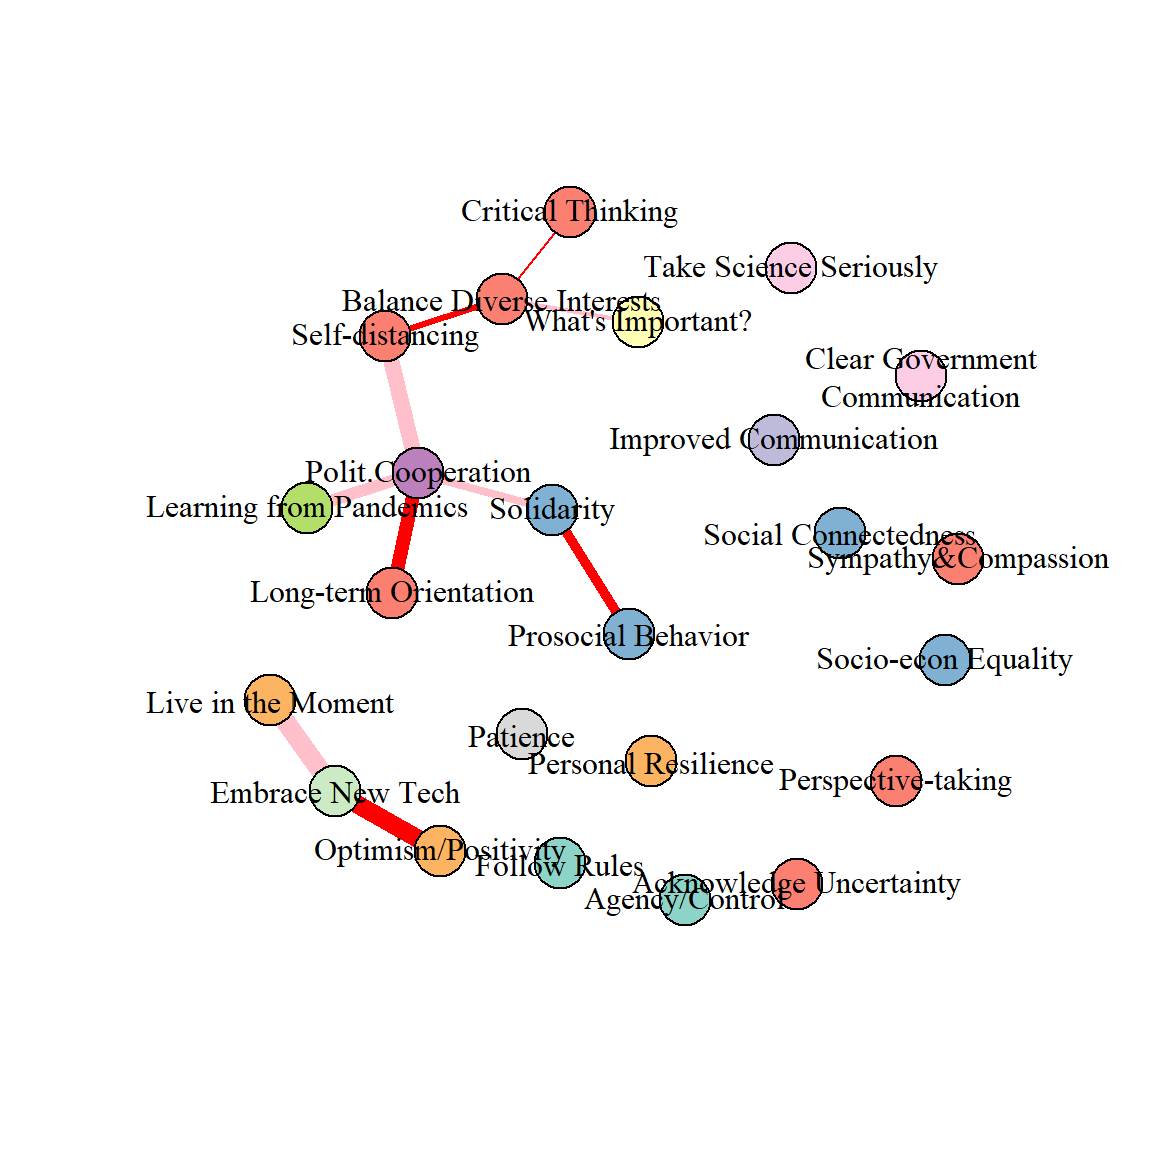 Critical Thinking
Take Science Seriously
Balance Diverse Interests
What's Important?
Self-distancing
Clear Government
Communication
Improved Communication
Polit.Cooperation
Learning from Pandemics
Solidarity
Social Connectedness
Sympathy&Compassion
Long-term Orientation
Prosocial Behavior
Socio-econ Equality
Live in the Moment
Patience
Personal Resilience
Perspective-taking
Embrace New Tech
Optimism/Positivity
Follow Rules
Acknowledge Uncertainty
Agency/Control